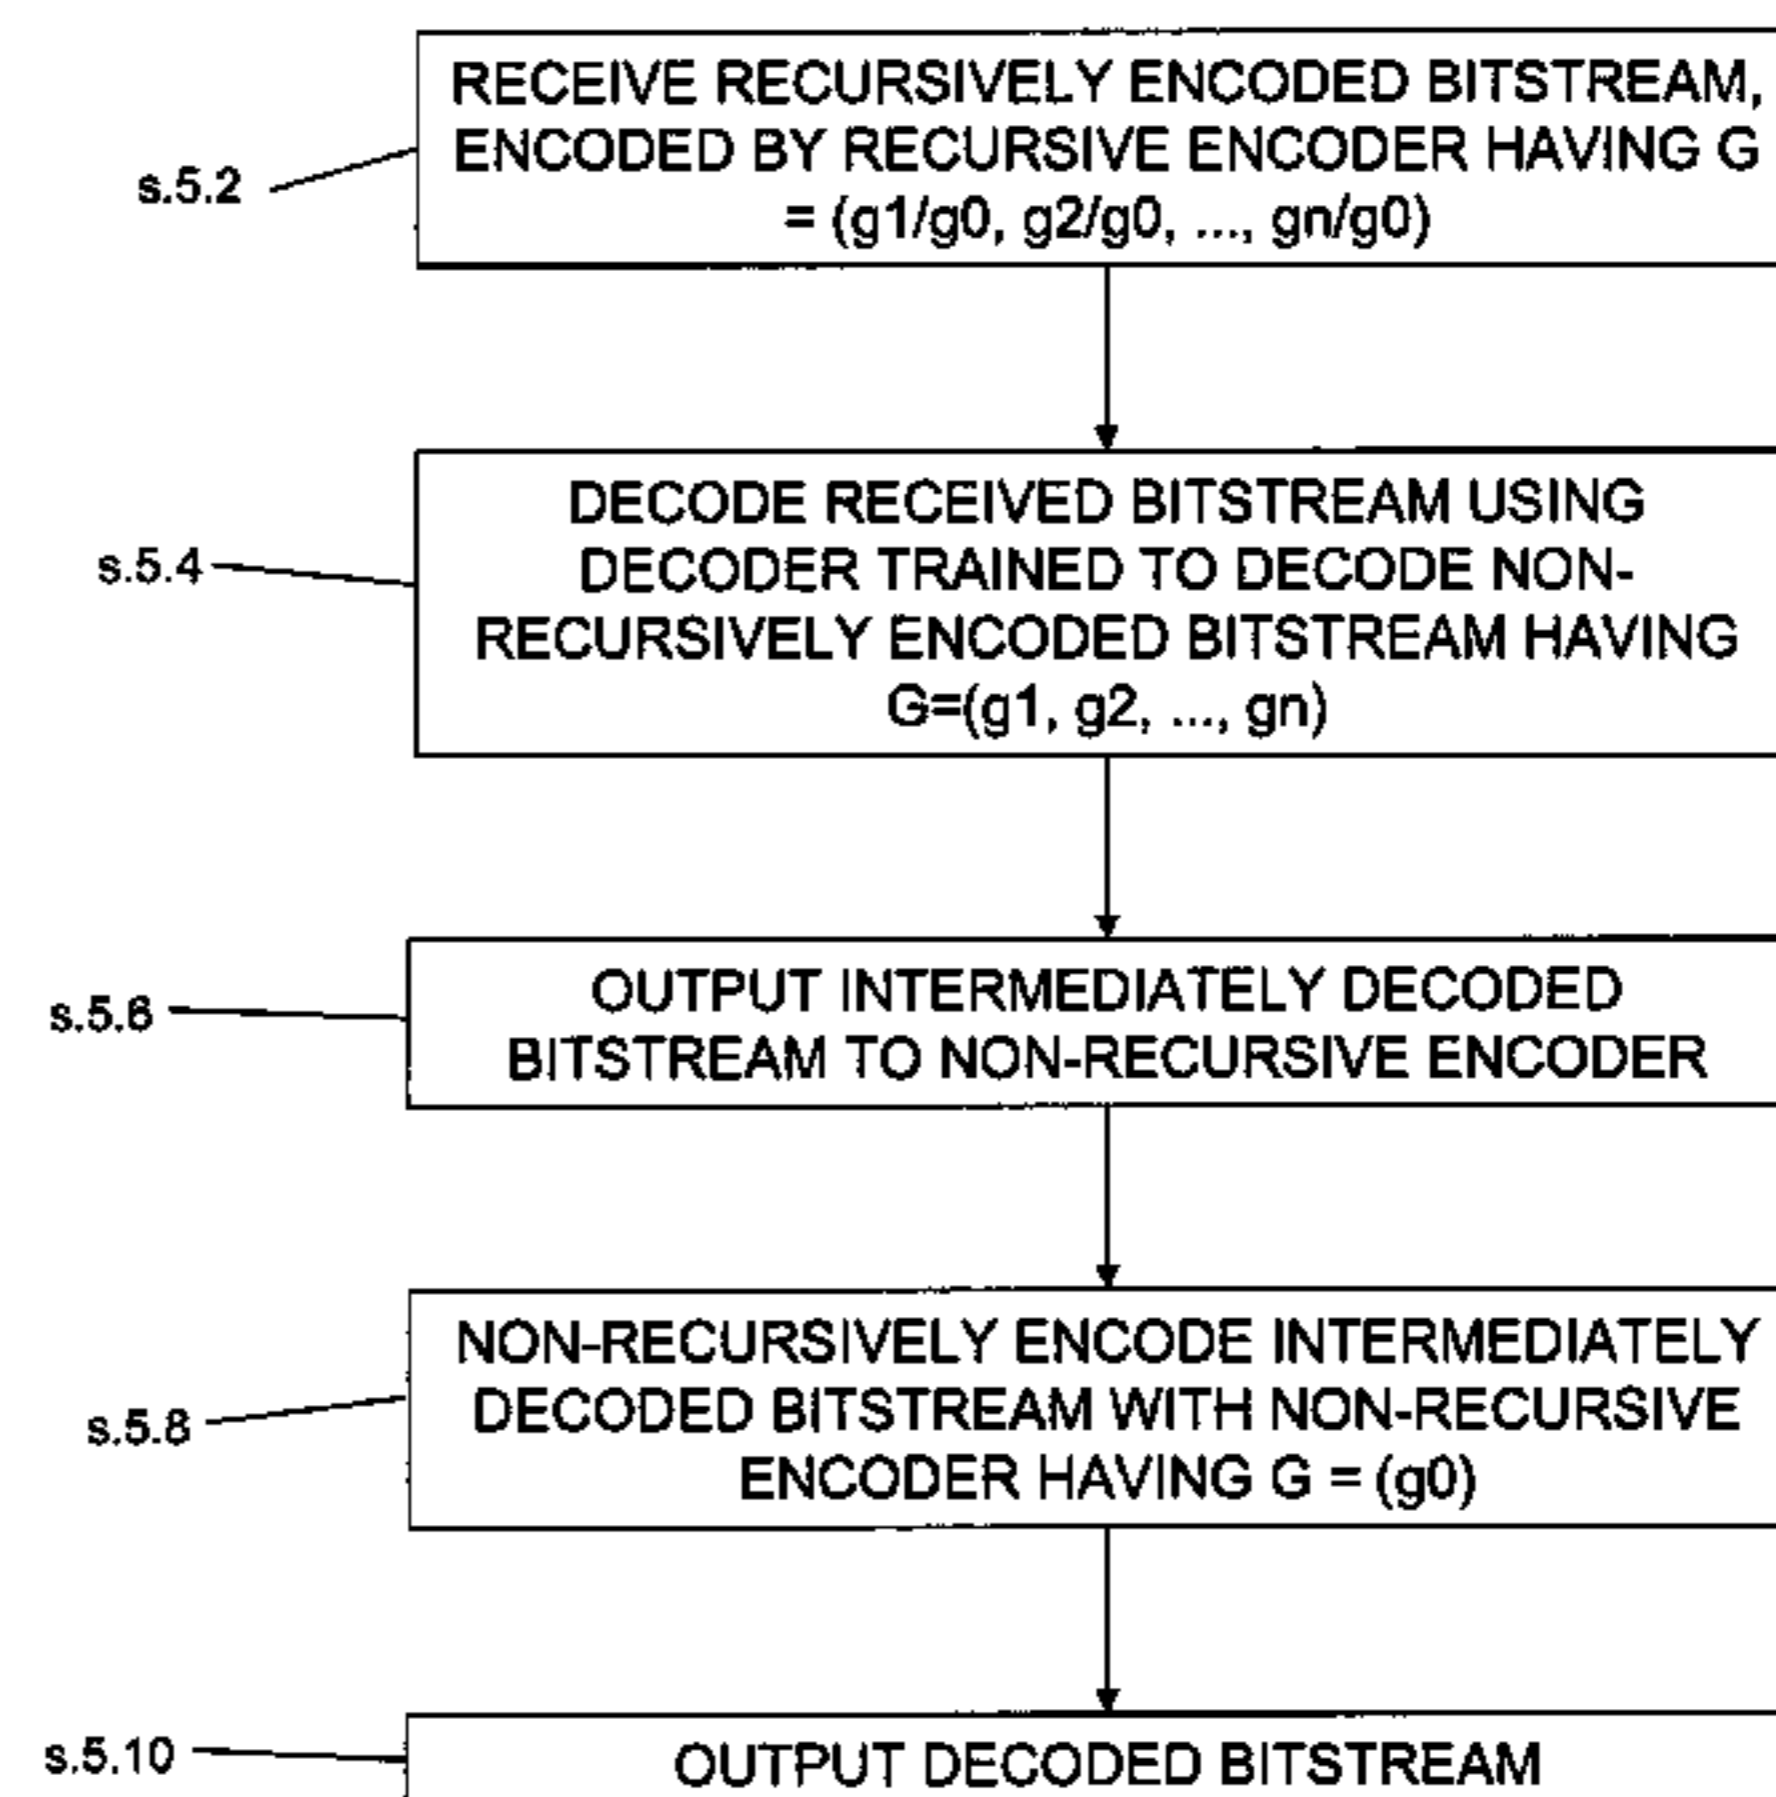 RECEIVE RECURSIVELY ENCODED BITSTREAM,
ENCODED BY RECURSIVE ENCODER HAVING G
= (g1/g0, g2/g0, ..., gn/g0)
s.5.2
DECODE RECEIVED BITSTREAM USING
DECODER TRAINED TO DECODE NON-
RECURSIVELY ENCODED BITSTREAM HAVING
G=(g1, g2, ..., gn)
s.5.4
OUTPUT INTERMEDIATELY DECODED
BITSTREAM TO NON-RECURSIVE ENCODER
s.5.6
NON-RECURSIVELY ENCODE INTERMEDIATELY
DECODED BITSTREAM WITH NON-RECURSIVE
ENCODER HAVING G = (g0)
s.5.8
OUTPUT DECODED BITSTREAM
s.5.10